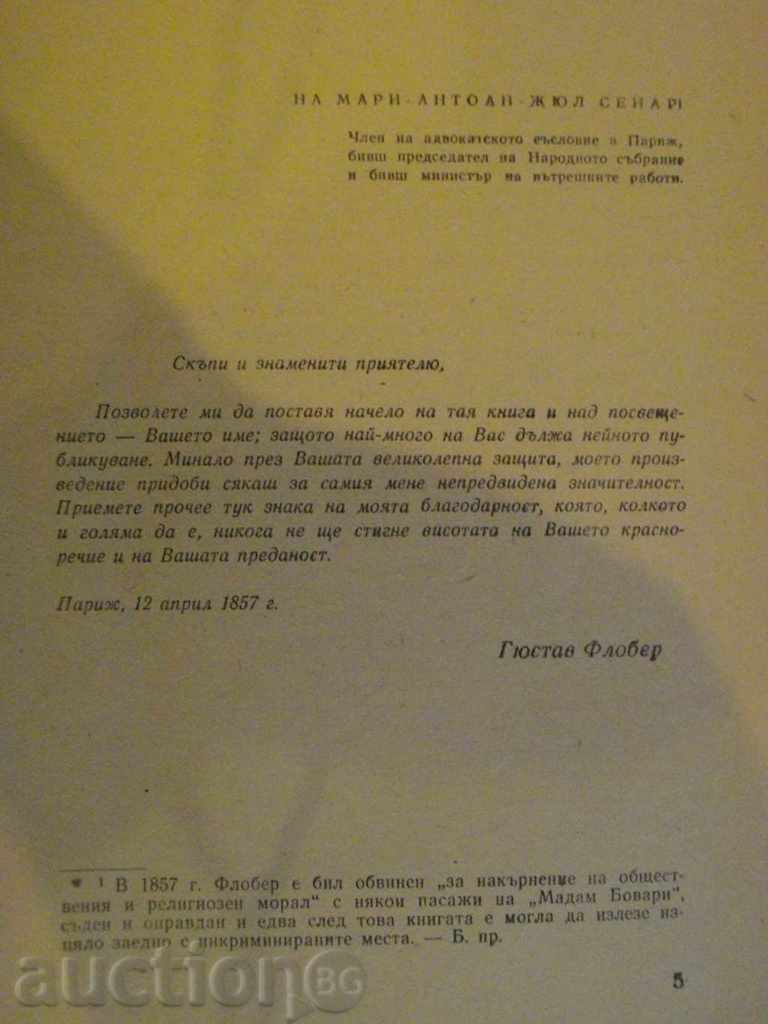 НА МАРИ-АНТОАН-ЖЮЛ СЕНАР¹
Член на адвокатското съсловие в Париж,
бивш председател на Народното събрание
и бивш министър на вътрешните работи.
Скъпи и знаменити приятелю,
Позволете ми да поставя начело на тая книга и над посвеще-
нието — Вашето име; защото най-много на Вас дължа нейното пу-
бликуване. Минало през Вашата великолепна защита, моето произ-
ведение придоби сякаш за самия мене непредвидена значителност.
Приемете прочее тук знака на моята благодарност, която, колкото
и голяма да е, никога не ще стигне висотата на Вашето красно-
речие и на Вашата преданост.
Париж, 12 април 1857 г.
Гюстав Флобер
* ¹ В 1857 г. Флобер е бил обвинен „за накърнение на общест-
вения и религиозен морал“ с някои пасажи на „Мадам Бовари“,
съден и оправдан и едва след това книгата е могла да излезе из-
цяло заедно с инкриминираните места. — Б. пр.
5
auctionBG